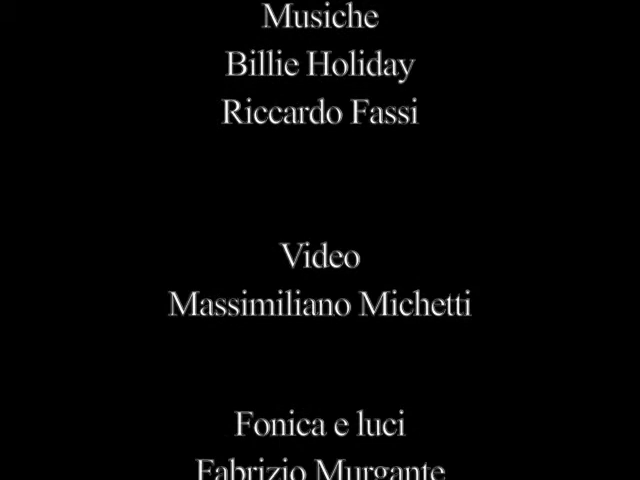 Musiche
Billie Holiday
Riccardo Fassi
Video
Massimiliano Michetti
Fonica e luci
Fabrizio Murgante